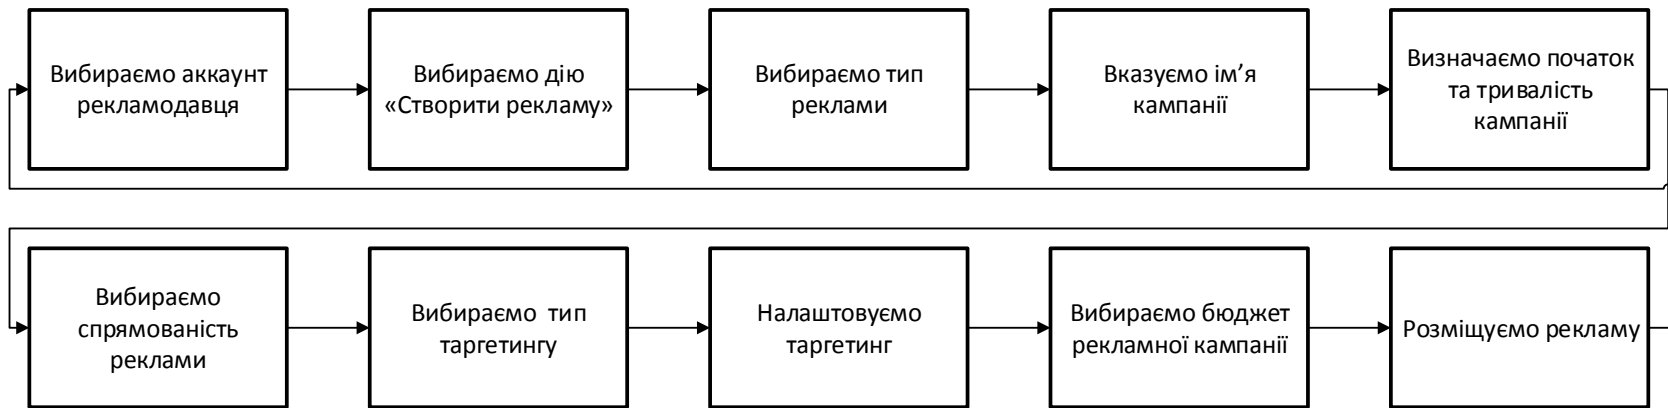 Вибираємо аккаунт
рекламодавця
Вибираємо дію
«Створити рекламу»
Вибираємо тип
реклами
Вказуємо ім’я
кампанії
Визначаємо початок
та тривалість
кампанії
Вибираємо
спрямованість
реклами
Вибираємо тип
таргетингу
Налаштовуємо
таргетинг
Вибираємо бюджет
рекламної кампанії
Розміщуємо рекламу